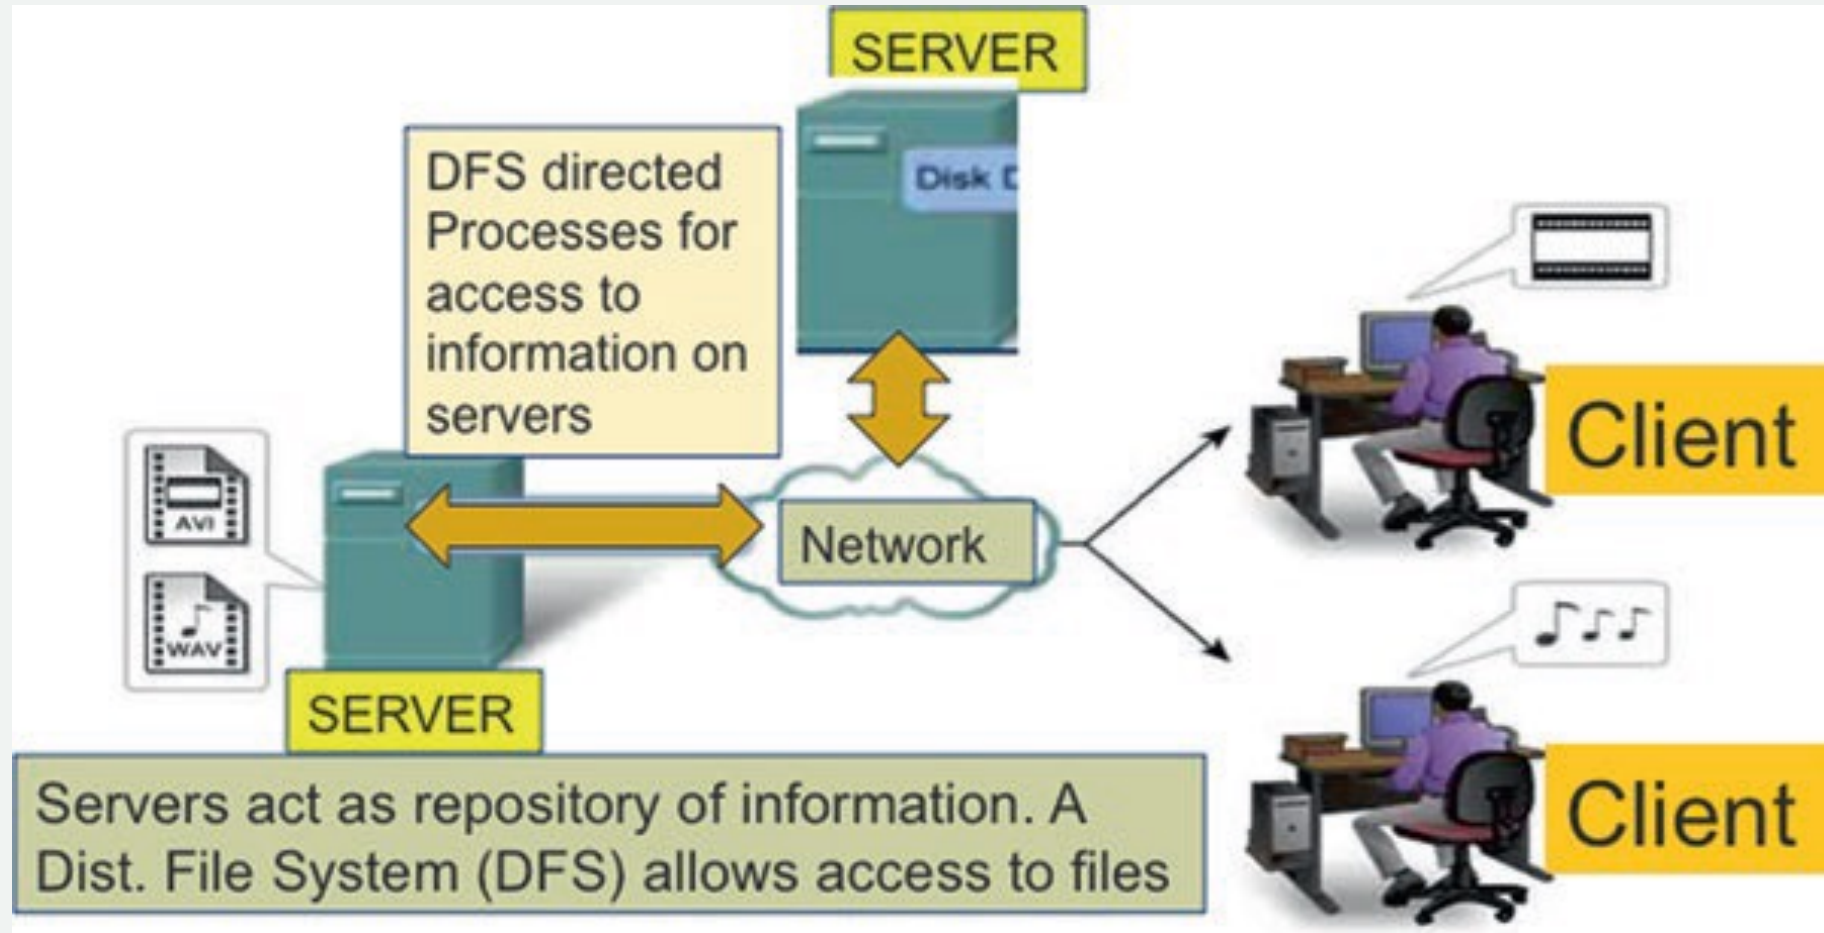 SERVER
DFS directed
Processes for
access to
information on
servers
Disk
AVI
WAV
Network
Client
SERVER
Client
Servers act as repository of information. A
Dist. File System (DFS) allows access to files